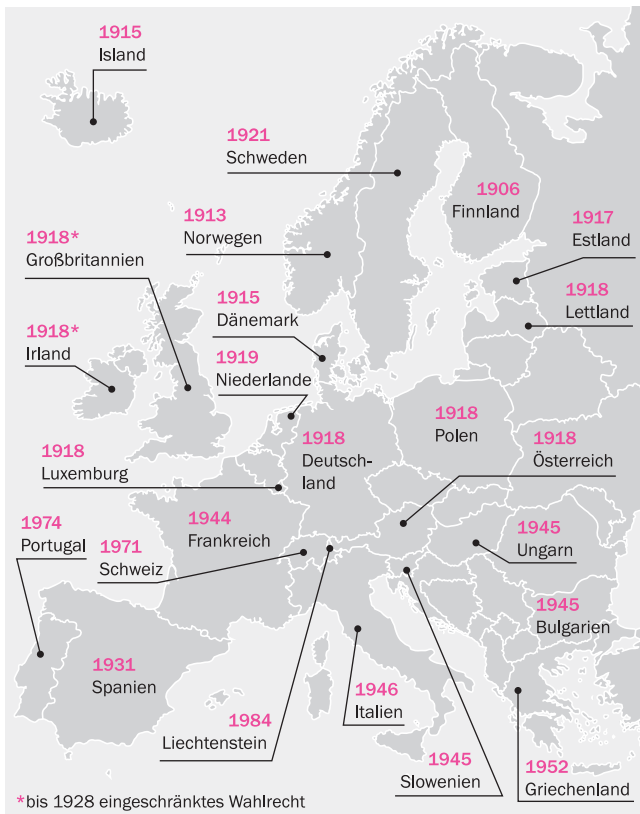 1915
Island
1921
Schweden
1906
Finnland
1913
Norwegen
1917
Estland
1918*
Großbritannien
1915
Dänemark
1918
Lettland
1918*
Irland
1919
Niederlande
1918
Polen
1918
Deutsch-
land
1918
Österreich
1918
Luxemburg
1944
Frankreich
1974
Portugal
1971
Schweiz
1945
Ungarn
1945
Bulgarien
1931
Spanien
1946
Italien
1984
Liechtenstein
1945
Slowenien
1952
Griechenland
*bis 1928 eingeschränktes Wahlrecht